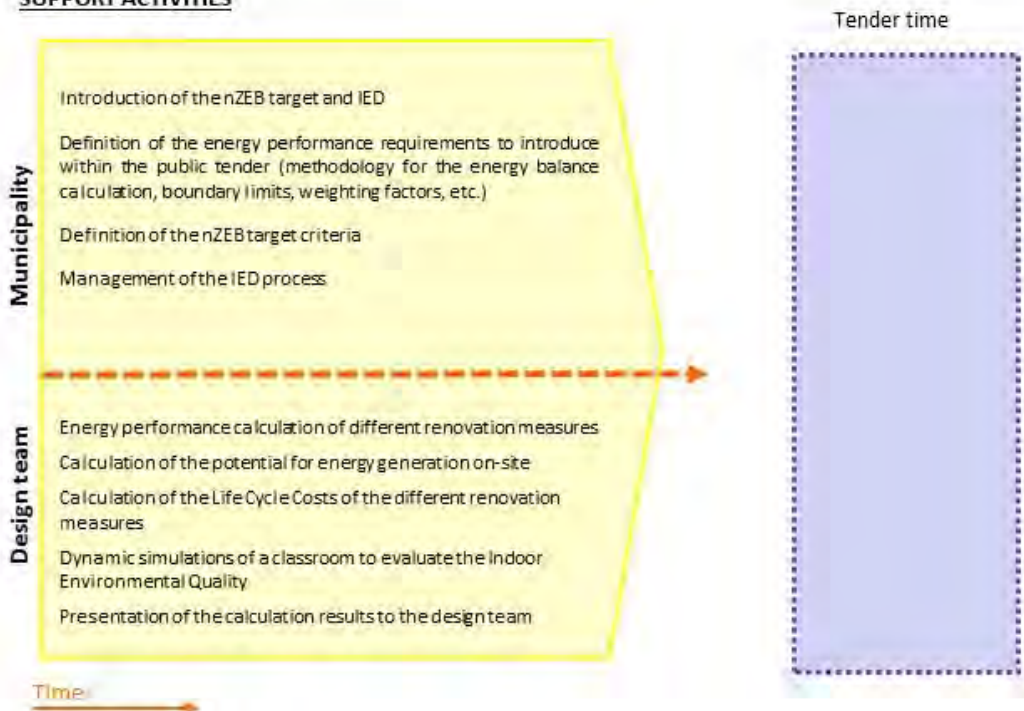 SUPPORT ACTIVITIES
Tender time
Municipality
Introduction of the nZEB target and IED
Definition of the energy performance requirements to introduce
within the public tender (methodology for the energy balance
calculation, boundary limits, weighting factors, etc.)
Definition of the nZEB target criteria
Management of the IED process
Design team
Energy performance calculation of different renovation measures
Calculation of the potential for energy generation on-site
Calculation of the Life Cycle Costs of the different renovation
measures
Dynamic simulations of a classroom to evaluate the Indoor
Environmental Quality
Presentation of the calculation results to the design team
Time